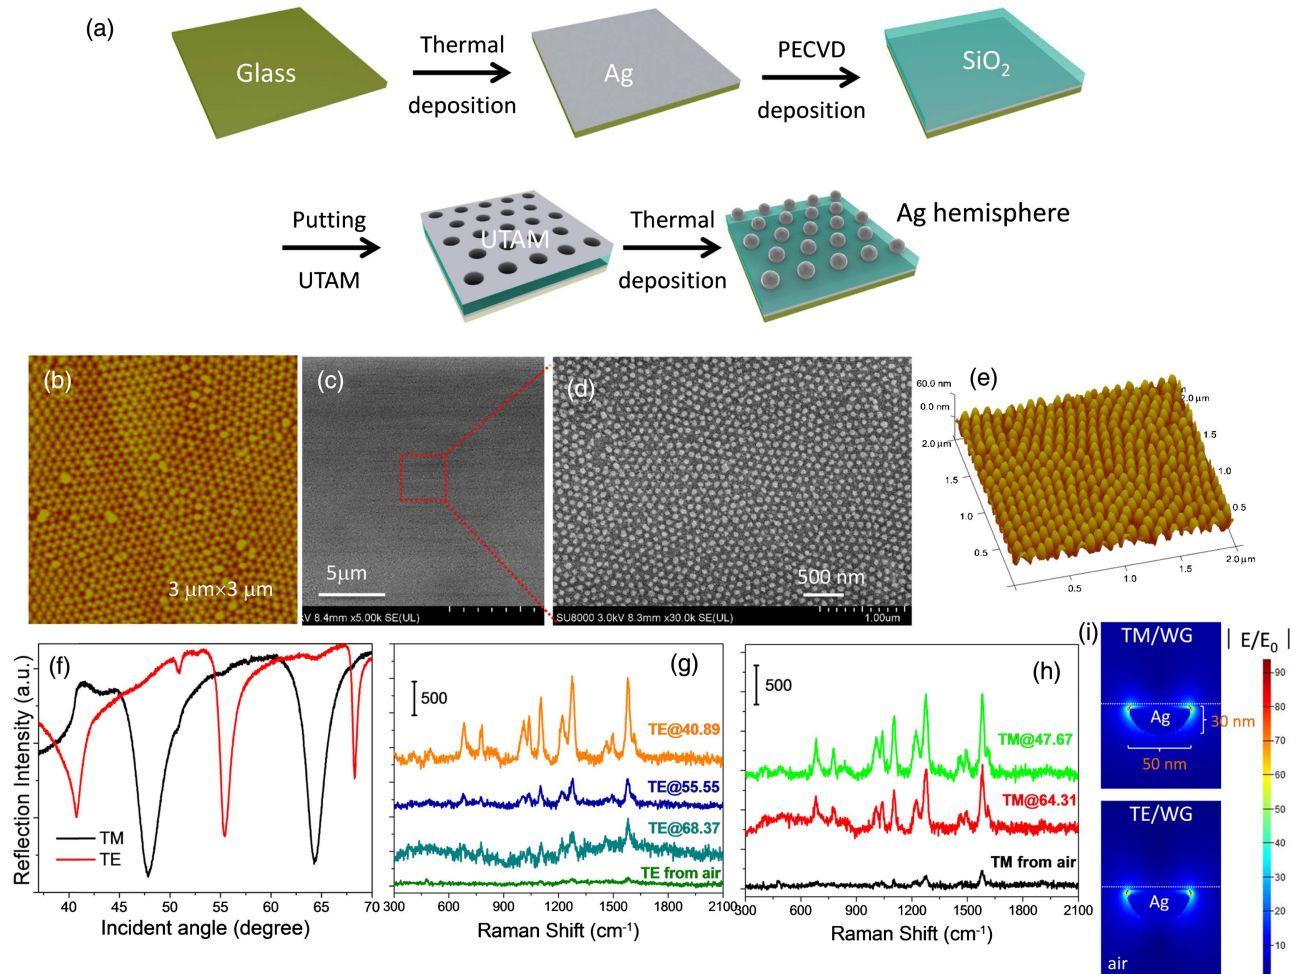 (a)
Glass
Thermal
deposition
Ag
PECVD
deposition
SiO₂
Putting
UTAM
UTAM
Thermal
deposition
Ag hemisphere
(b)
3 μm×3 μm
(c)
5μm
kV 8.4mm x5.00k SE(UL)
(d)
500 nm
SU8000 3.0kV 8.3mm x30.0k SE(UL)
1.00um
(e)
60.0 nm
0.0 nm
2.0 μm
1.5
1.0
0.5
2.0 μm
1.5
1.0
0.5
0.5
1.0
1.5
2.0 μm
(f)
Reflection Intensity (a.u.)
TM
TE
40 45 50 55 60 65 70
Incident angle (degree)
(g)
500
TE@40.89
TE@55.55
TE@68.37
TE from air
300 600 900 1200 1500 1800 2100
Raman Shift (cm⁻¹)
(h)
500
TM@47.67
TM@64.31
TM from air
300 600 900 1200 1500 1800 2100
Raman Shift (cm⁻¹)
(i)
TM/WG
Ag
30 nm
50 nm
TE/WG
Ag
air
| E/E₀ |
90
80
70
60
50
40
30
20
10